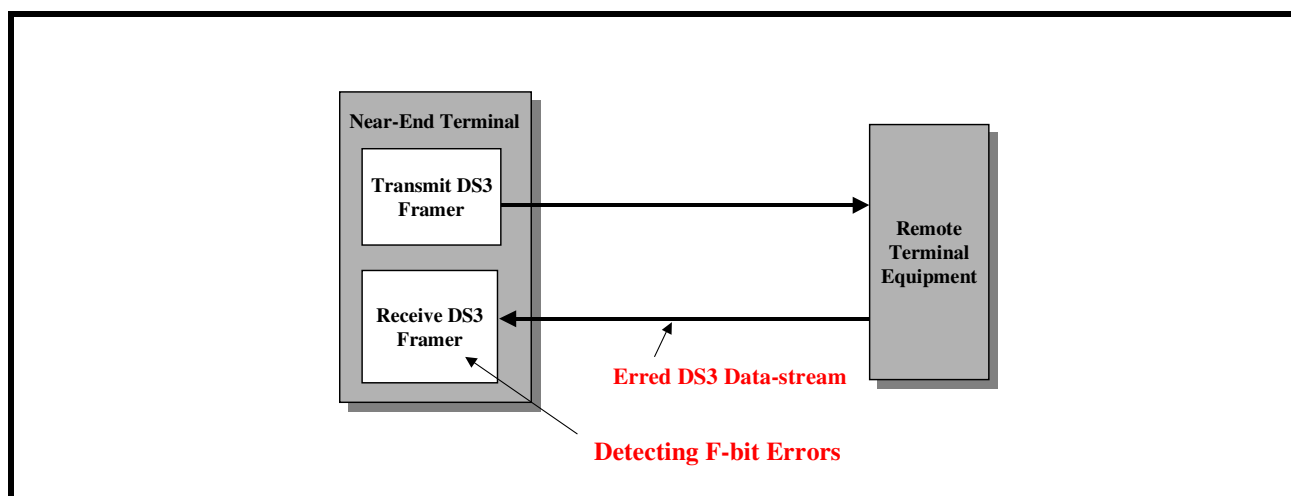 Near-End Terminal
Transmit DS3
Framer
Receive DS3
Framer
Remote
Terminal
Equipment
Erred DS3 Data-stream
Detecting F-bit Errors